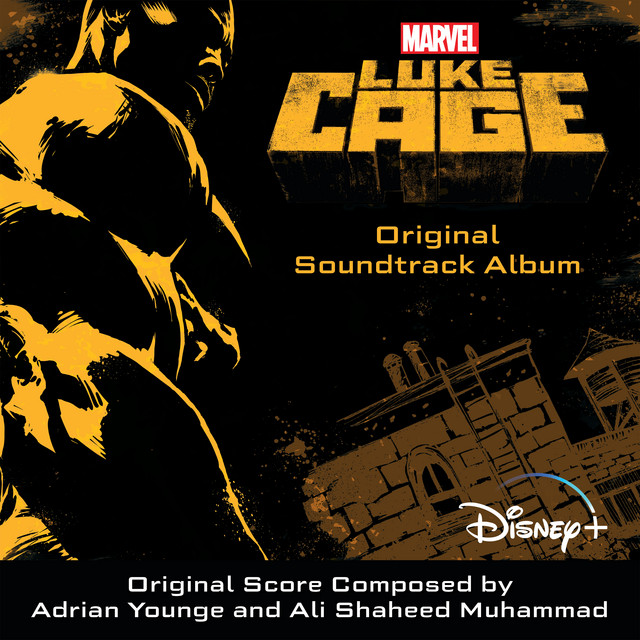 MARVEL
LUKE
CAGE
Original
Soundtrack Album
Disney+
Original Score Composed by
Adrian Younge and Ali Shaheed Muhammad